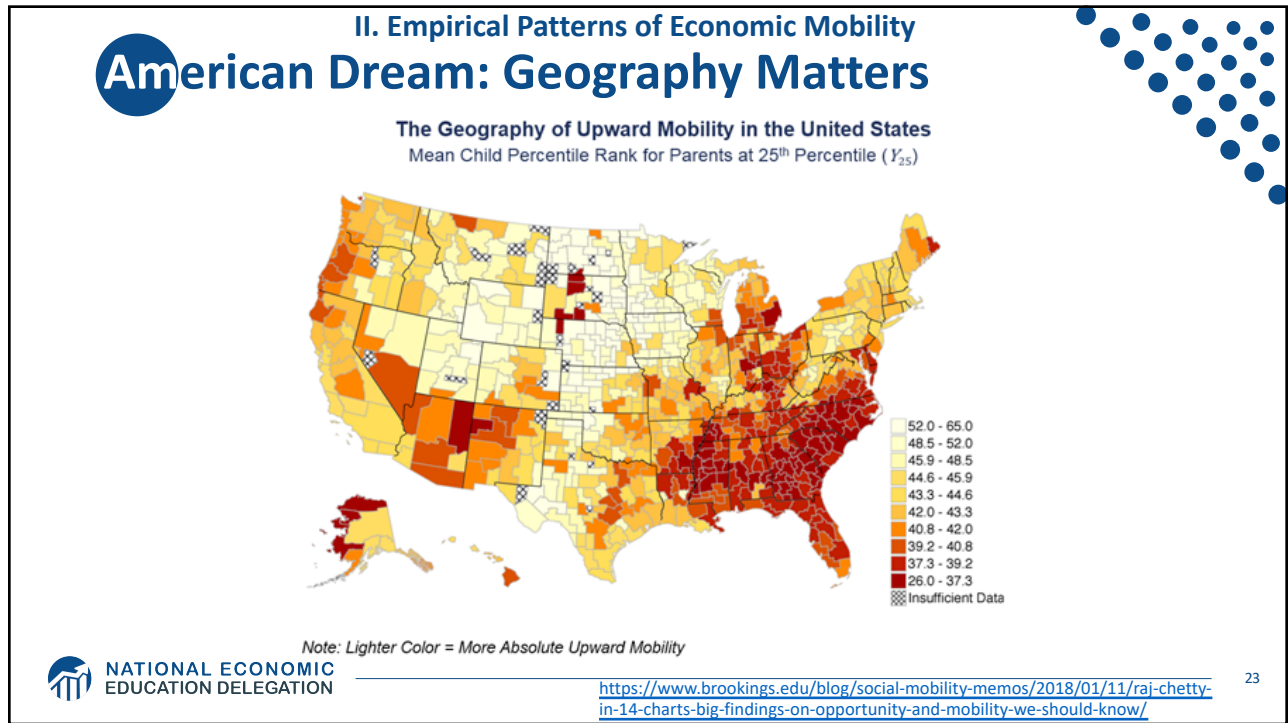 II. Empirical Patterns of Economic Mobility
American Dream: Geography Matters
The Geography of Upward Mobility in the United States
Mean Child Percentile Rank for Parents at 25th Percentile (Y25)
52.0 - 65.0
48.5 - 52.0
45.9 - 48.5
44.6 - 45.9
43.3 - 44.6
42.0 - 43.3
40.8 - 42.0
39.2 - 40.8
37.3 - 39.2
26.0 - 37.3
Insufficient Data
Note: Lighter Color = More Absolute Upward Mobility
NATIONAL ECONOMIC
EDUCATION DELEGATION
https://www.brookings.edu/blog/social-mobility-memos/2018/01/11/raj-chetty-
in-14-charts-big-findings-on-opportunity-and-mobility-we-should-know/
23